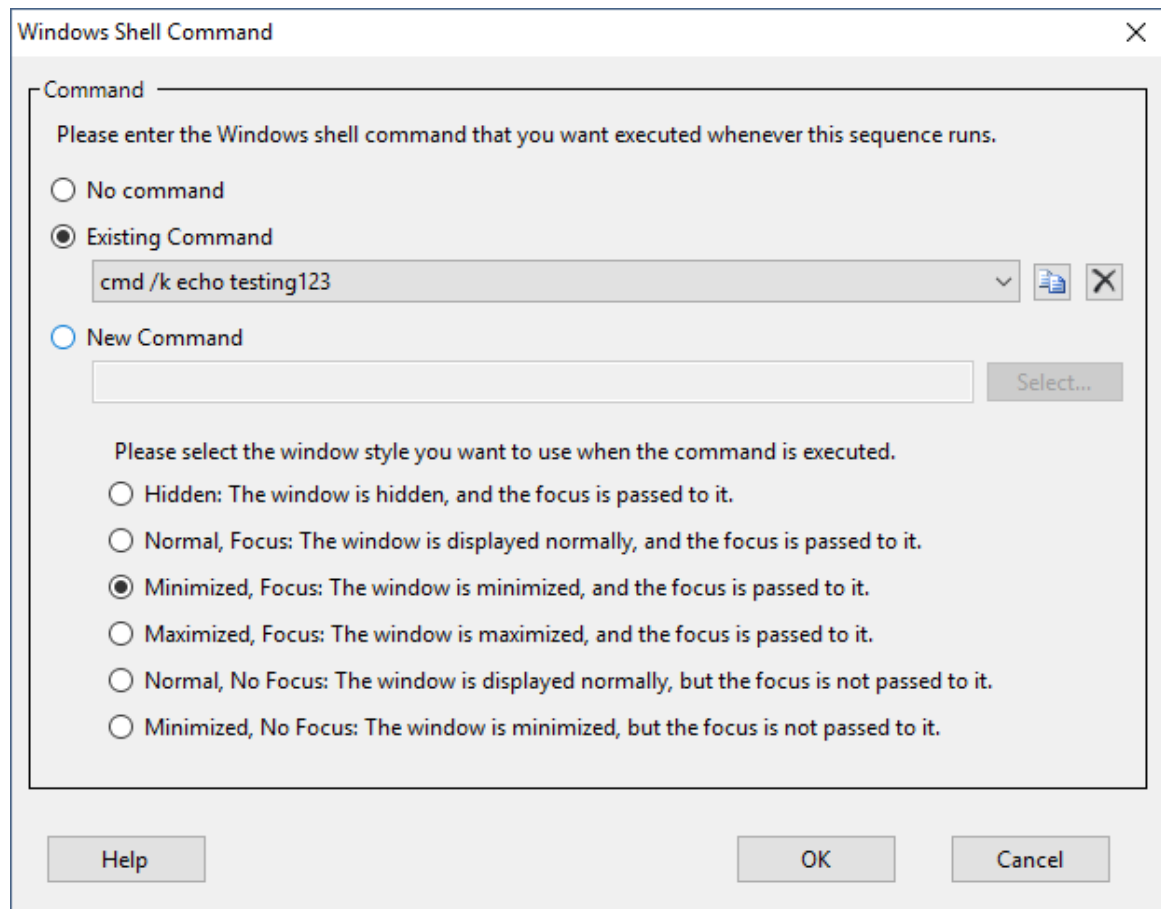 Windows Shell Command
Command
Please enter the Windows shell command that you want executed whenever this sequence runs.
No command
Existing Command
cmd /k echo testing123
New Command
Select...
Please select the window style you want to use when the command is executed.
Hidden: The window is hidden, and the focus is passed to it.
Normal, Focus: The window is displayed normally, and the focus is passed to it.
Minimized, Focus: The window is minimized, and the focus is passed to it.
Maximized, Focus: The window is maximized, and the focus is passed to it.
Normal, No Focus: The window is displayed normally, but the focus is not passed to it.
Minimized, No Focus: The window is minimized, but the focus is not passed to it.
Help
OK
Cancel